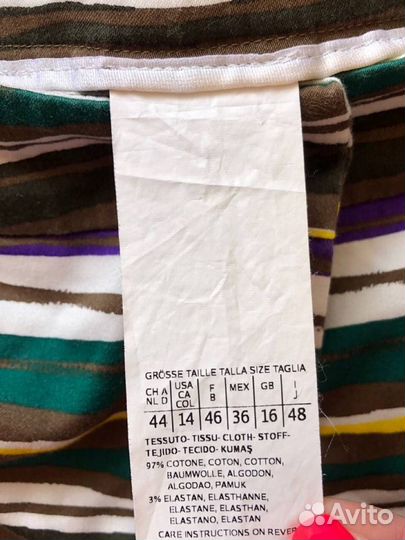 GRÖSSE TAILLE TALLA SIZE TAGLIA
CH A NL D | USA CA COL | F B | MEX | GB | I J
44 | 14 | 46 | 36 | 16 | 48
TESSUTO-TISSU-CLOTH-STOFF-
TEJIDO-TECIDO-KUMAŞ
97% COTONE, COTON, COTTON,
BAUMWOLLE, ALGODON,
ALGODAO, PAMUK
3% ELASTAN, ELASTHANNE,
ELASTANE, ELASTHAN,
ELASTANO, ELASTAN
CARE INSTRUCTIONS ON REVER
Avito